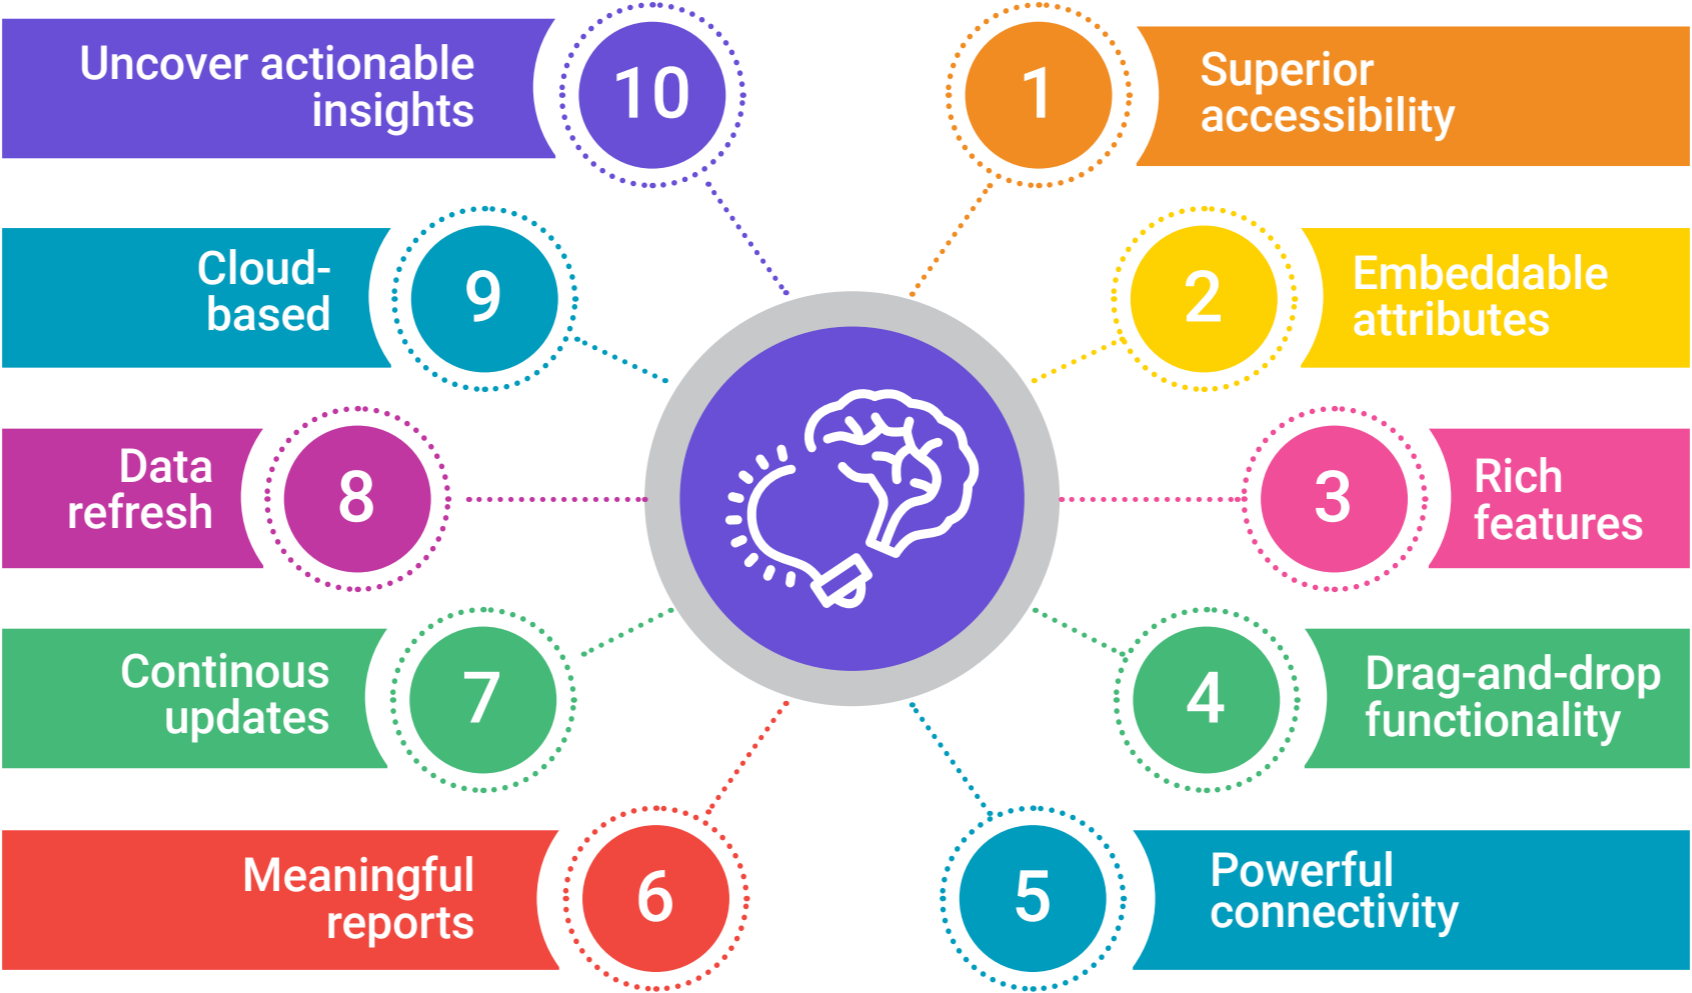 1
Superior
accessibility
2
Embeddable
attributes
3
Rich
features
4
Drag-and-drop
functionality
5
Powerful
connectivity
6
Meaningful
reports
7
Continous
updates
8
Data
refresh
9
Cloud-
based
10
Uncover actionable
insights